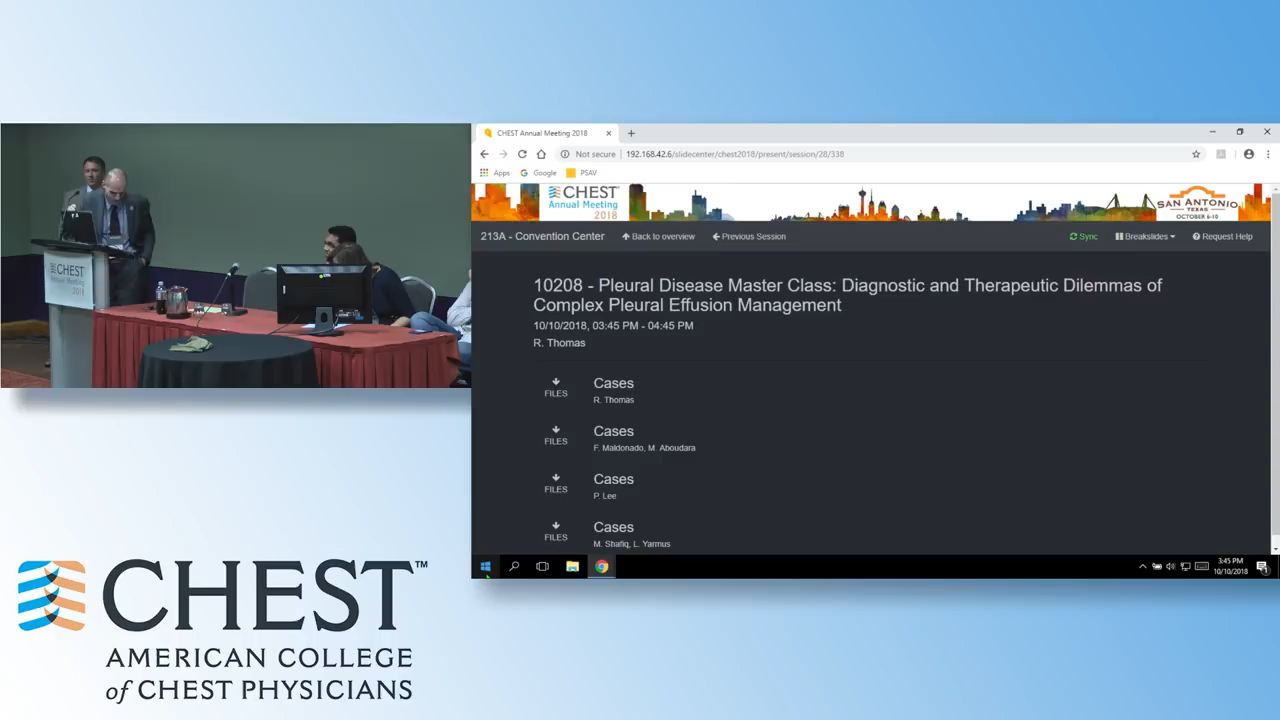 CHEST
Annual Meeting
2018
CHEST Annual Meeting 2018
Not secure
192.168.42.6/slidecenter/chest2018/present/session/28/338
Apps
Google
PSAV
CHEST
Annual Meeting
2018
SAN ANTONIO
TEXAS
OCTOBER 6-10
213A - Convention Center
Back to overview
Previous Session
Sync
Breakslides
Request Help
10208 - Pleural Disease Master Class: Diagnostic and Therapeutic Dilemmas of
Complex Pleural Effusion Management
10/10/2018, 03:45 PM - 04:45 PM
R. Thomas
FILES
Cases
R. Thomas
FILES
Cases
F. Maldonado, M. Aboudara
FILES
Cases
P. Lee
FILES
Cases
M. Shafiq, L. Yarmus
3:45 PM
10/10/2018
CHEST™
AMERICAN COLLEGE
of CHEST PHYSICIANS